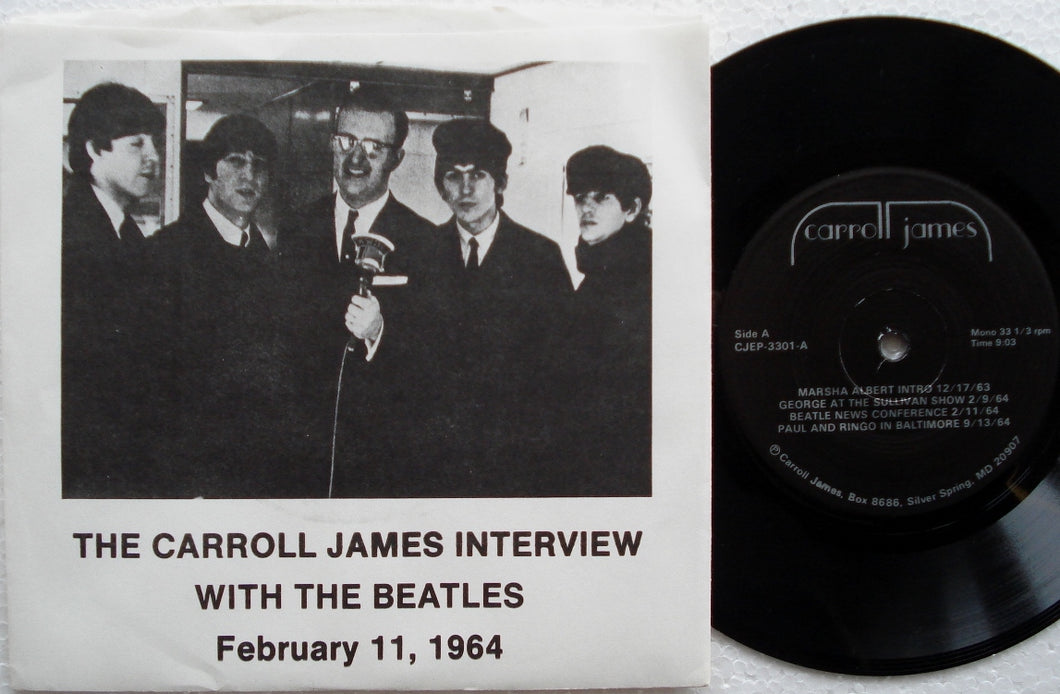 THE CARROLL JAMES INTERVIEW
WITH THE BEATLES
February 11, 1964
carroll james
Side A
CJEP-3301-A
Mono 33 1/3 rpm
Time 9:03
MARSHA ALBERT INTRO 12/17/63
GEORGE AT THE SULLIVAN SHOW 2/9/64
BEATLE NEWS CONFERENCE 2/11/64
PAUL AND RINGO IN BALTIMORE 9/13/64
℗ Carroll James, Box 8686, Silver Spring, MD 20907